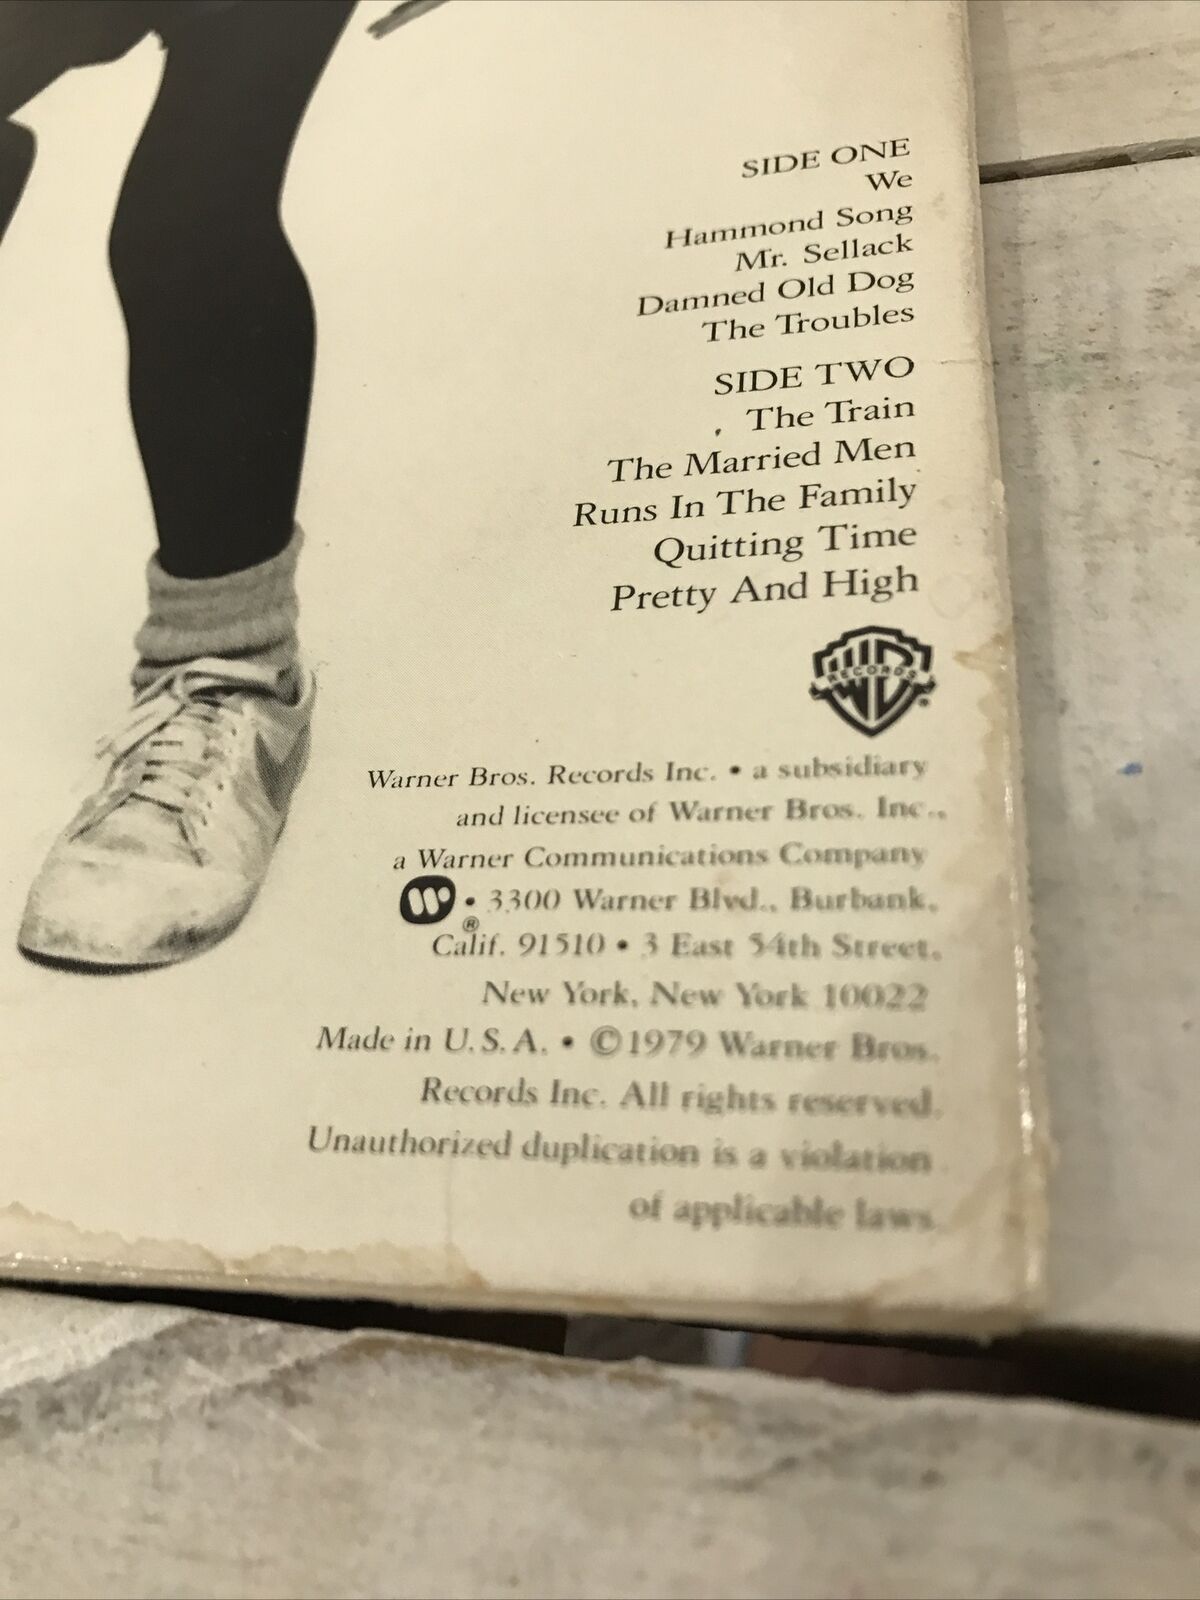 SIDE ONE
We
Hammond Song
Mr. Sellack
Damned Old Dog
The Troubles
SIDE TWO
The Train
The Married Men
Runs In The Family
Quitting Time
Pretty And High
WB
RECORDS
Warner Bros. Records Inc. • a subsidiary
and licensee of Warner Bros. Inc.,
a Warner Communications Company
• 3300 Warner Blvd., Burbank,
®
Calif. 91510 • 3 East 54th Street,
New York, New York 10022
Made in U.S.A. • ©1979 Warner Bros.
Records Inc. All rights reserved.
Unauthorized duplication is a violation
of applicable laws.